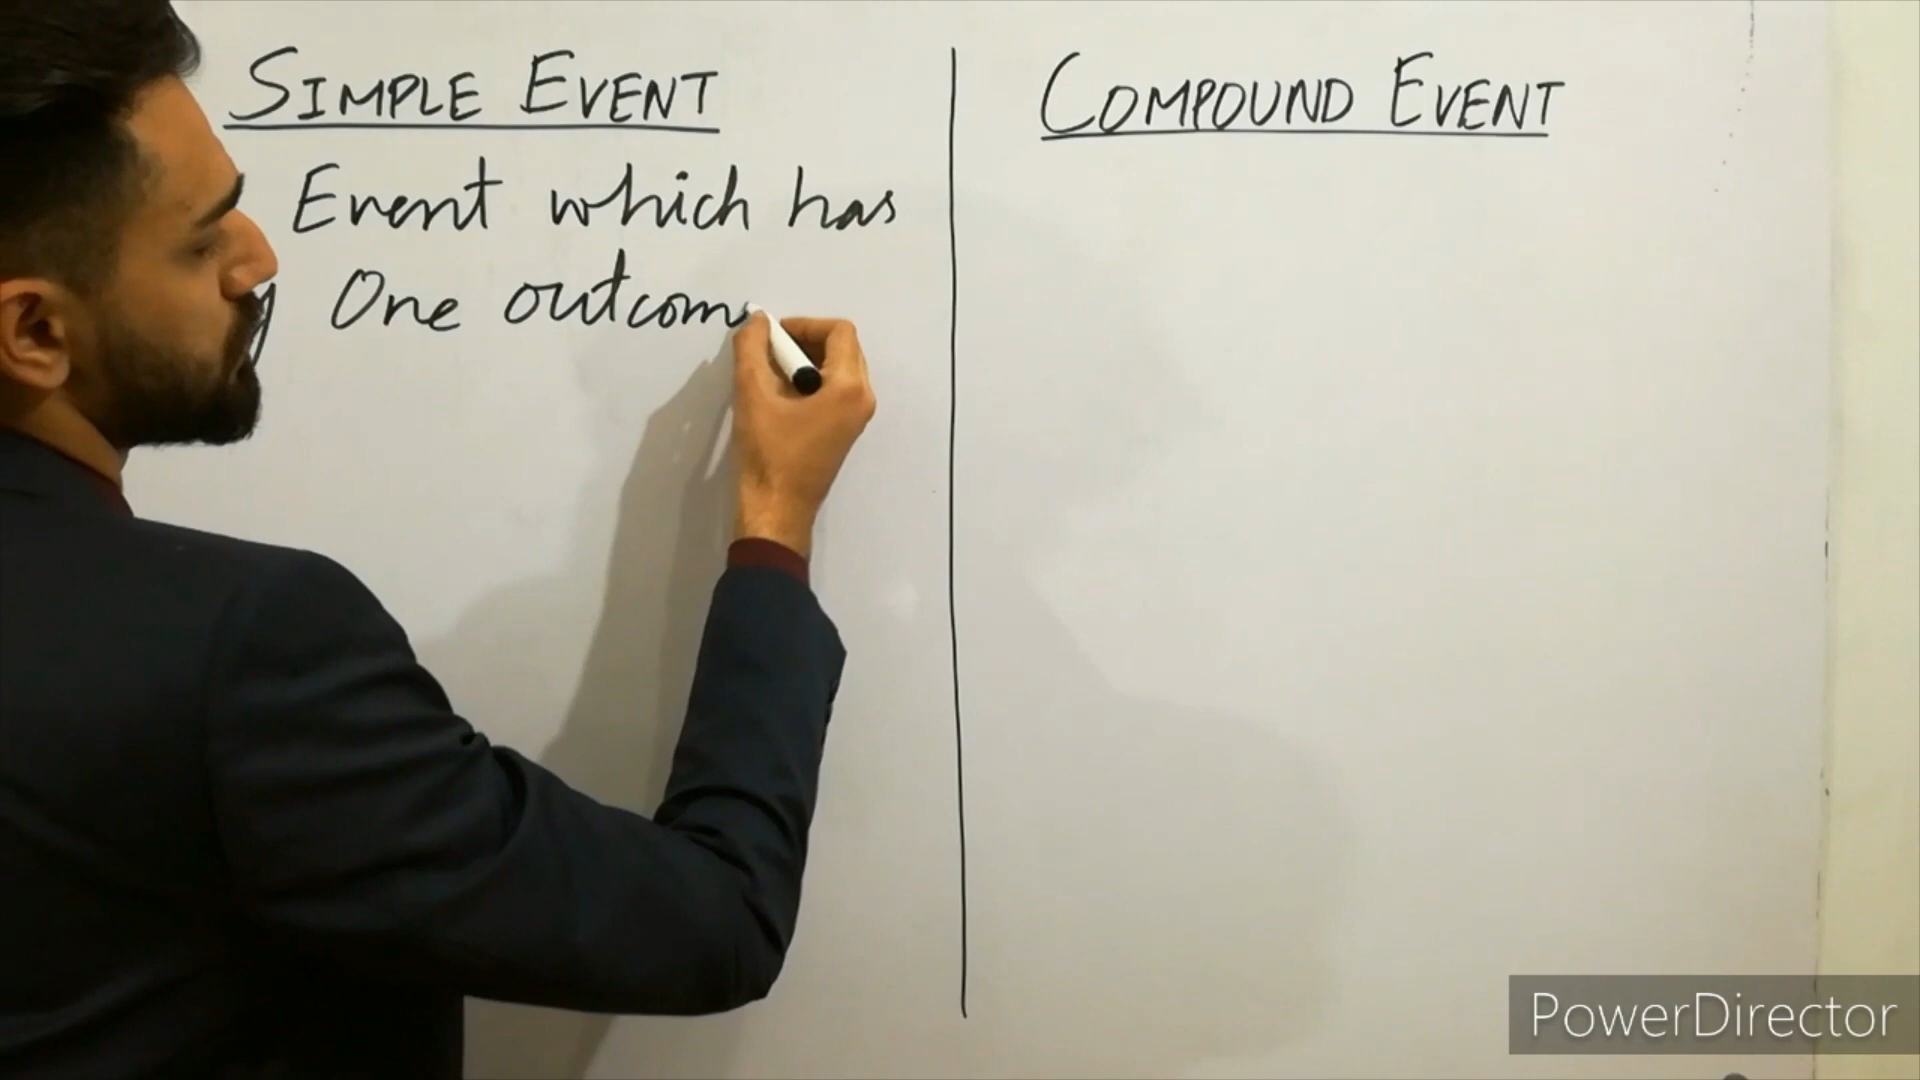 SIMPLE EVENT
Event which has
One outcom
COMPOUND EVENT
PowerDirector